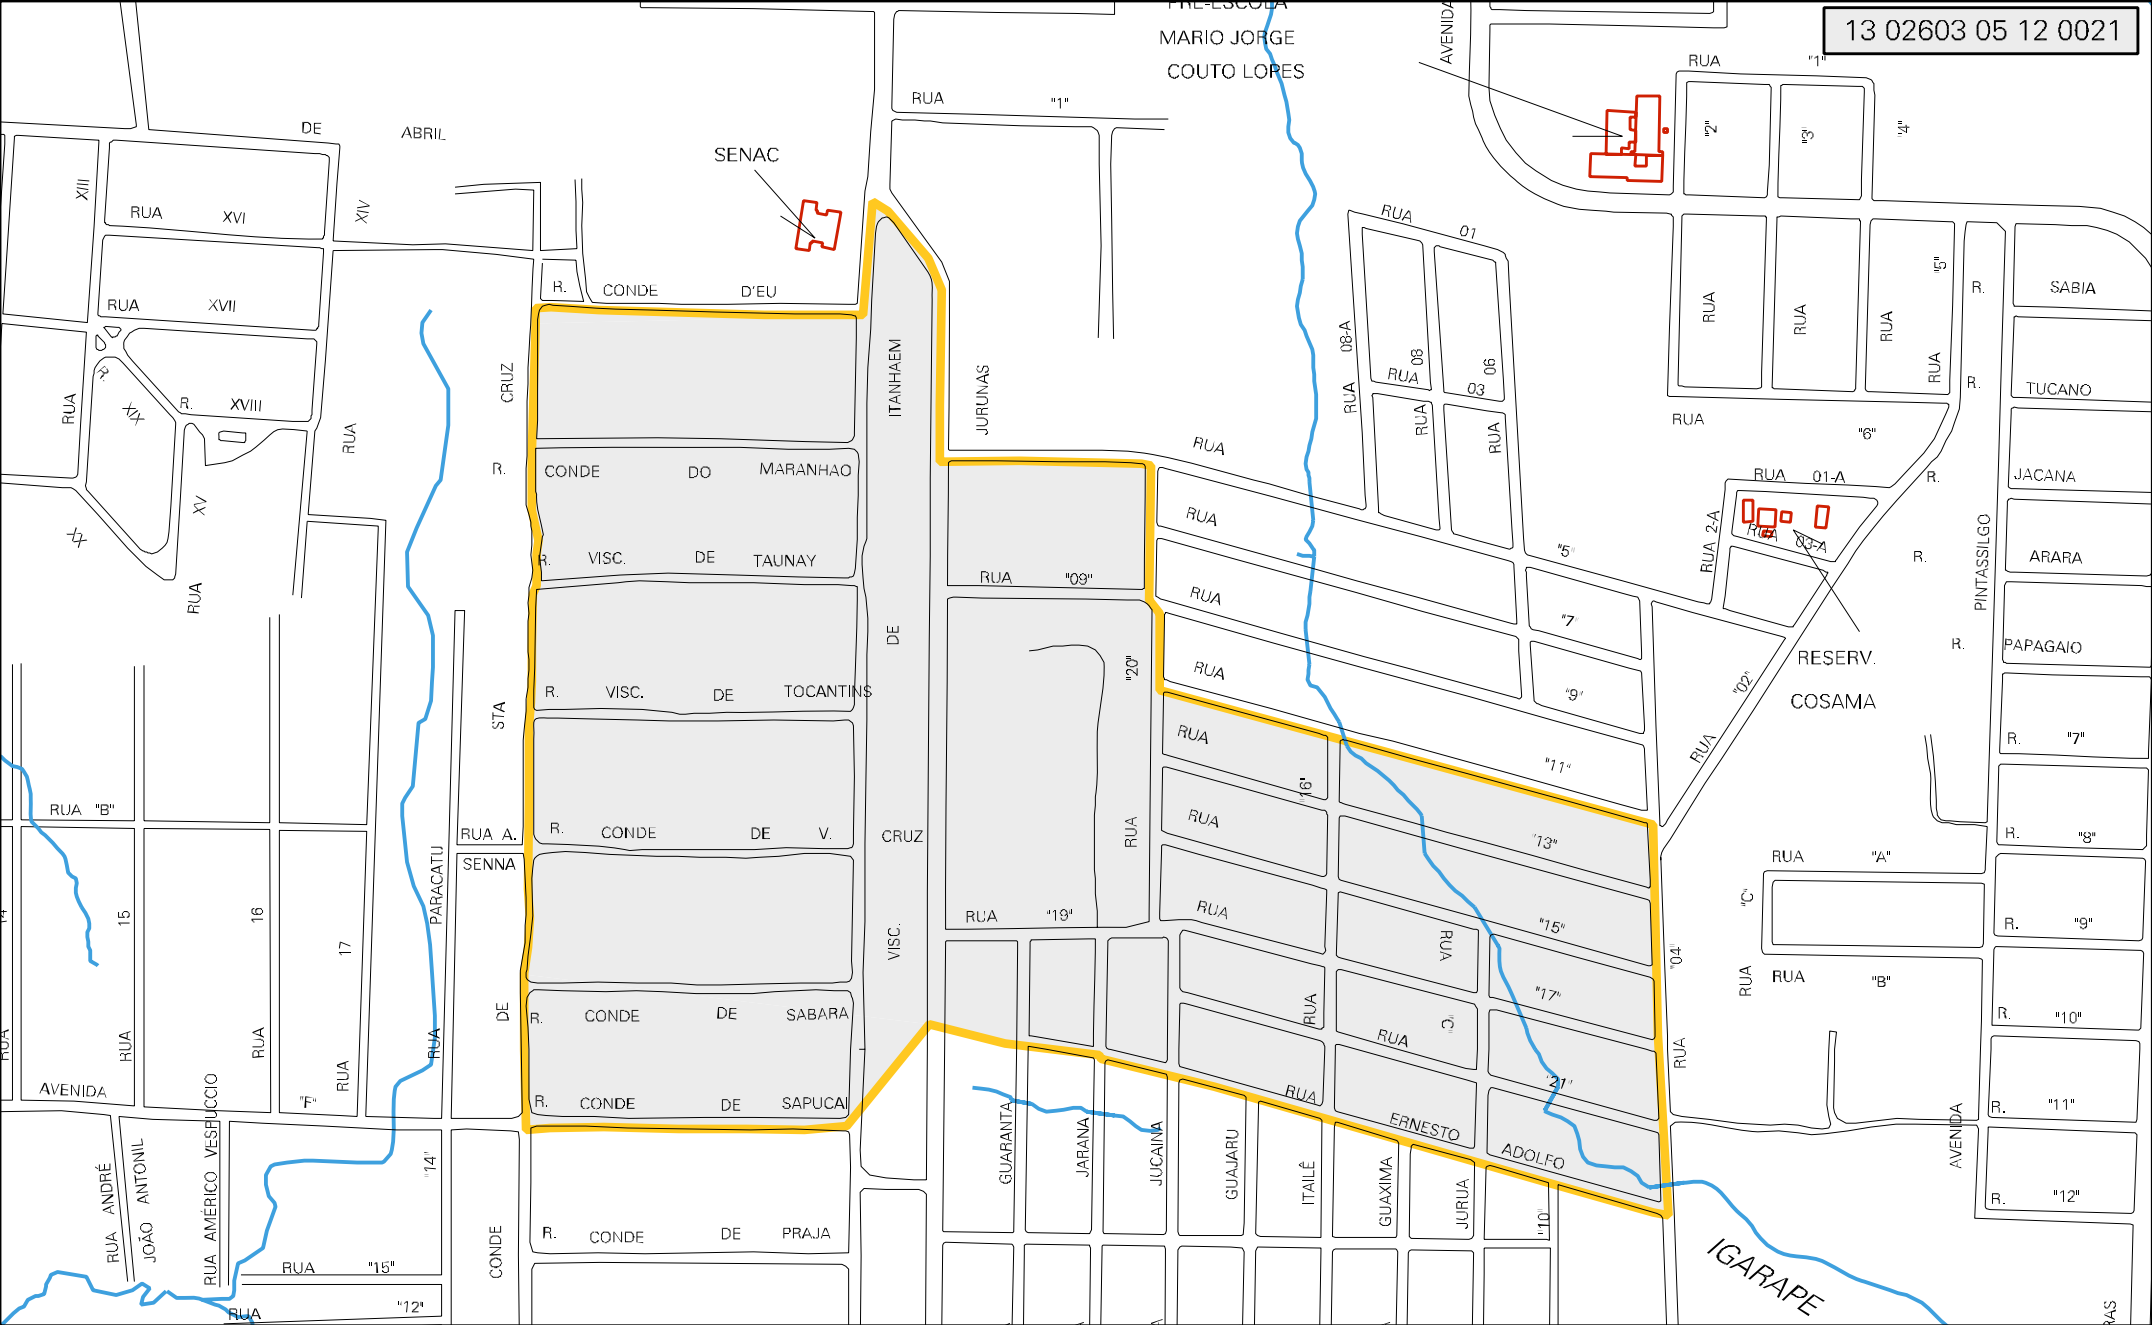 PRE-ESCOLA
MARIO JORGE
COUTO LOPES
AVENIDA
13 02603 05 12 0021
RUA "1"
RUA "1"
DE ABRIL
SENAC
"2"
"3"
"4"
XIII
RUA XVI
XIV
RUA 01
"5"
R. SABIA
R. CONDE D'EU
RUA XVII
RUA
RUA
RUA
RUA
ITANHAEM
JURUNAS
08-A
08
06
RUA 03
R. TUCANO
CRUZ
R.
XIX
R. XVIII
RUA
RUA
RUA
RUA
RUA
RUA "6"
RUA
R. CONDE DO MARANHAO
RUA 01-A
R. JACANA
XV
XX
RUA
RUA 2-A
RUA 03-A
PINTASSILGO
R. VISC. DE TAUNAY
"5"
R. ARARA
RUA "09"
RUA
RUA
"7"
DE
RESERV.
COSAMA
R. PAPAGAIO
"20"
RUA
"9"
"02"
RUA
R. VISC. DE TOCANTINS
STA
RUA
"11"
R. "7"
"16"
RUA "B"
RUA A.
SENNA
R. CONDE DE V.
CRUZ
RUA
RUA
"13"
R. "8"
RUA "A"
PARACATU
RUA
"C"
RUA
14
15
16
17
RUA "19"
RUA
"15"
"04"
RUA
R. "9"
VISC.
RUA
"17"
RUA "B"
DE
R. CONDE DE SABARA
RUA
RUA
"C"
R. "10"
RUA
RUA
RUA
RUA
"21"
AVENIDA "F"
R. CONDE DE SAPUCAI
RUA ERNESTO ADOLFO
R. "11"
AVENIDA
RUA ANDRÉ
JOÃO ANTONIL
RUA AMÉRICO VESPUCCIO
"14"
GUARANTA
JARANA
JUCAINA
GUAJARU
ITAILÊ
GUAXIMA
JURUA
"10"
R. "12"
CONDE
R. CONDE DE PRAJA
RUA "15"
RUA "12"
IGARAPE